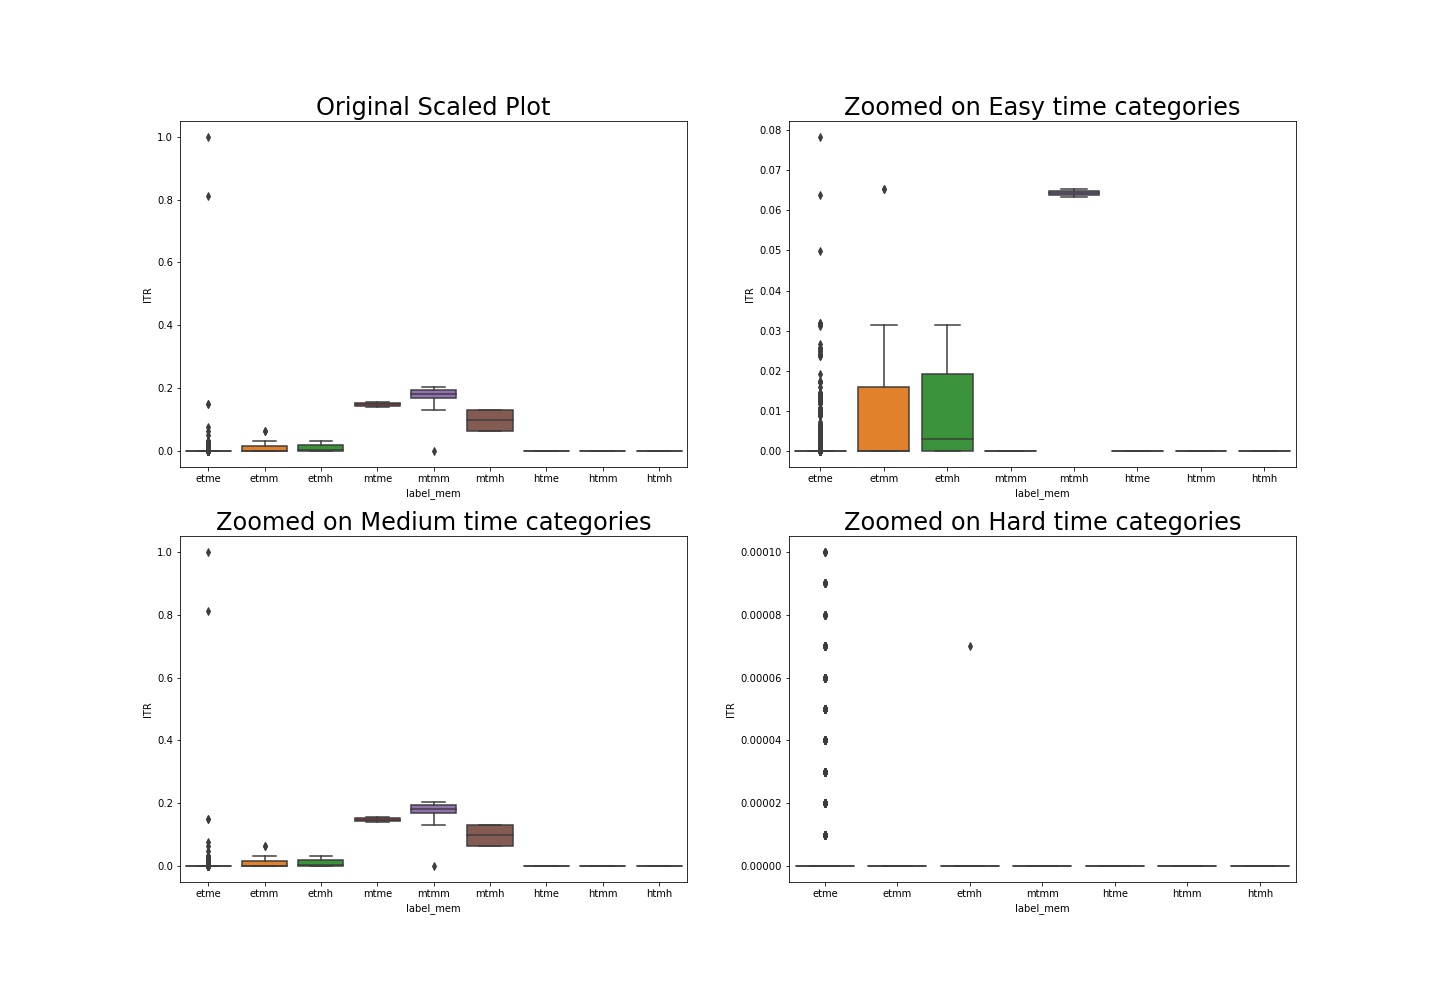 Original Scaled Plot
1.0
0.8
0.6
0.4
0.2
0.0
ITR
etme etmm etmh mtme mtmm mtmh htme htmm htmh
label_mem
Zoomed on Easy time categories
0.08
0.07
0.06
0.05
0.04
0.03
0.02
0.01
0.00
ITR
etme etmm etmh mtmm mtmh htme htmm htmh
label_mem
Zoomed on Medium time categories
1.0
0.8
0.6
0.4
0.2
0.0
ITR
etme etmm etmh mtme mtmm mtmh htme htmm htmh
label_mem
Zoomed on Hard time categories
0.00010
0.00008
0.00006
0.00004
0.00002
0.00000
ITR
etme etmm etmh mtmm htme htmm htmh
label_mem